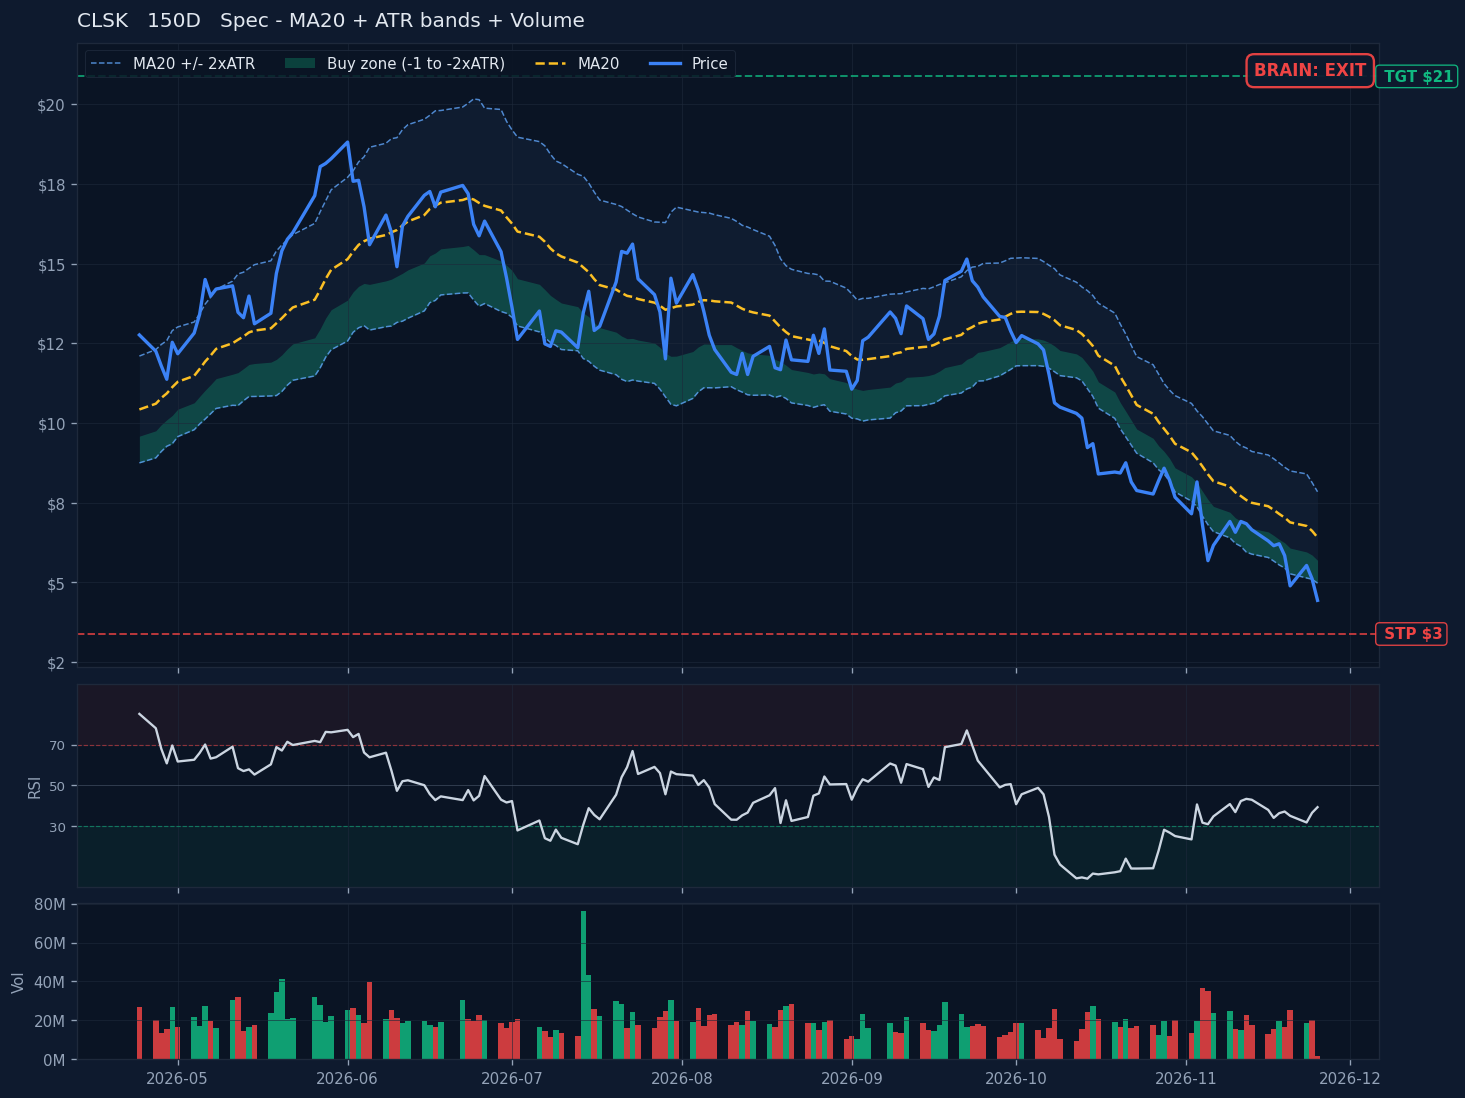 CLSK   150D   Spec - MA20 + ATR bands + Volume
MA20 +/- 2xATR
Buy zone (-1 to -2xATR)
MA20
Price
BRAIN: EXIT
TGT $21
$20
$18
$15
$12
$10
$8
$5
STP $3
$2
RSI
70
50
30
Vol
80M
60M
40M
20M
0M
2026-05
2026-06
2026-07
2026-08
2026-09
2026-10
2026-11
2026-12